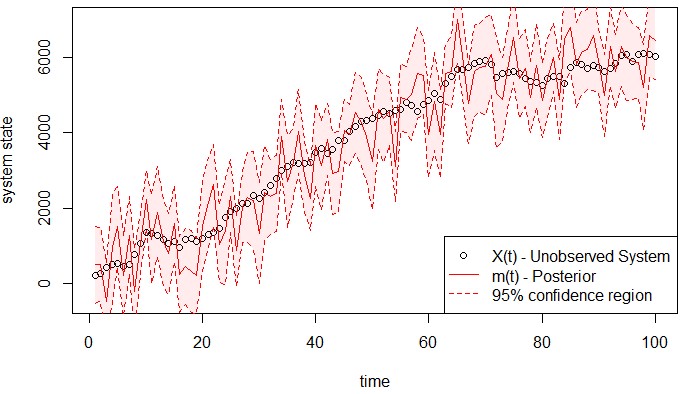 system state
6000
4000
2000
0
X(t) - Unobserved System
m(t) - Posterior
95% confidence region
0 20 40 60 80 100
time